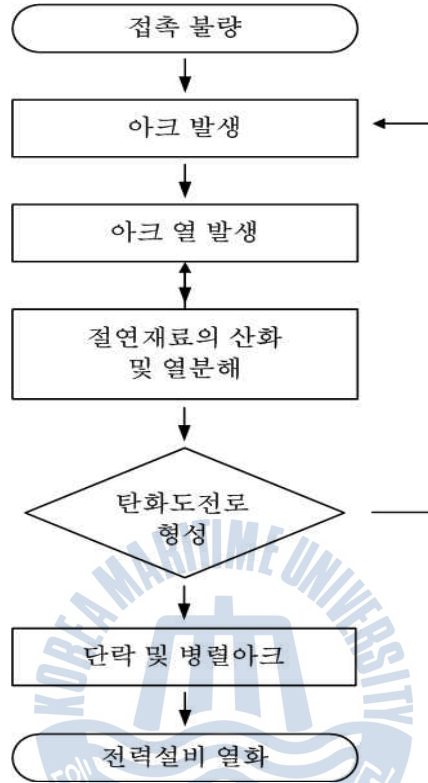 접촉 불량
아크 발생
아크 열 발생
절연재료의 산화
및 열분해
탄화도전로
형성
단락 및 병렬아크
전력설비 열화
KOREA MARITIME UNIVERSITY